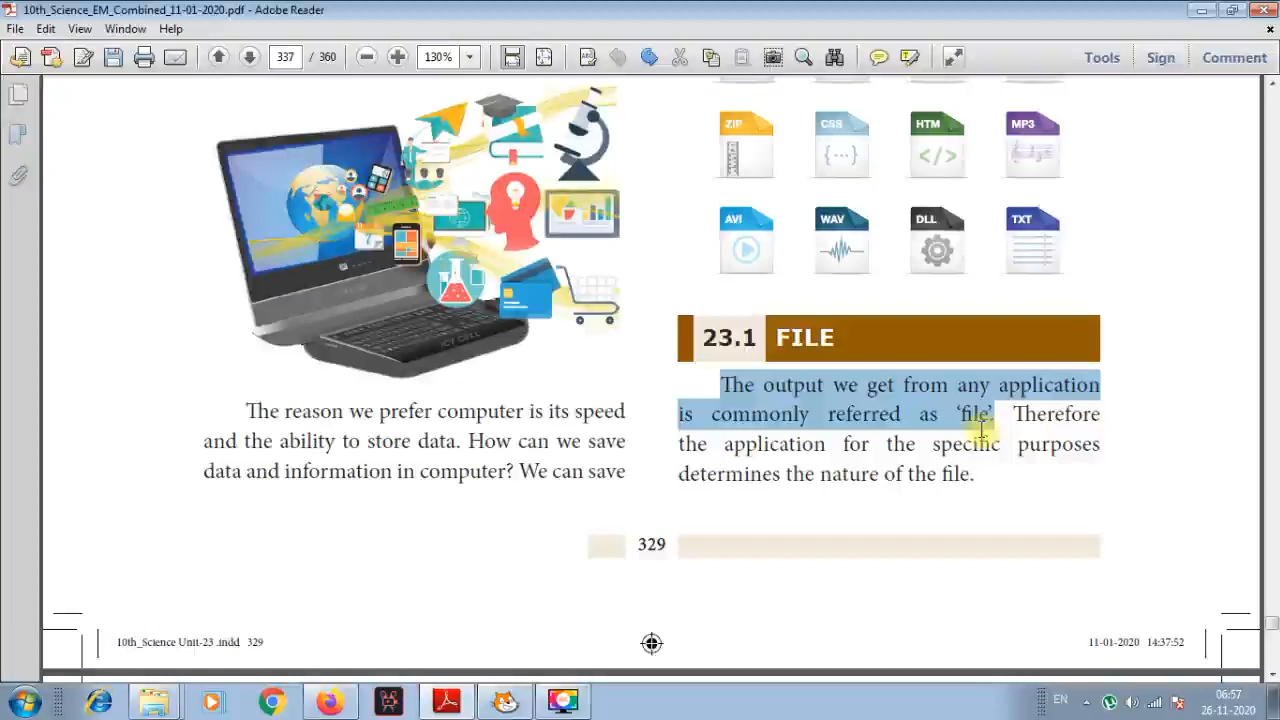 10th_Science_EM_Combined_11-01-2020.pdf - Adobe Reader
File Edit View Window Help
337 / 360 130% Tools Sign Comment
ZIP CSS HTM MP3
AVI WAV DLL TXT
ICY CELL
The reason we prefer computer is its speed
and the ability to store data. How can we save
data and information in computer? We can save
23.1 FILE
The output we get from any application
is commonly referred as ‘file’. Therefore
the application for the specific purposes
determines the nature of the file.
329
10th_Science Unit-23 .indd 329
11-01-2020 14:37:52
EN
06:57
26-11-2020